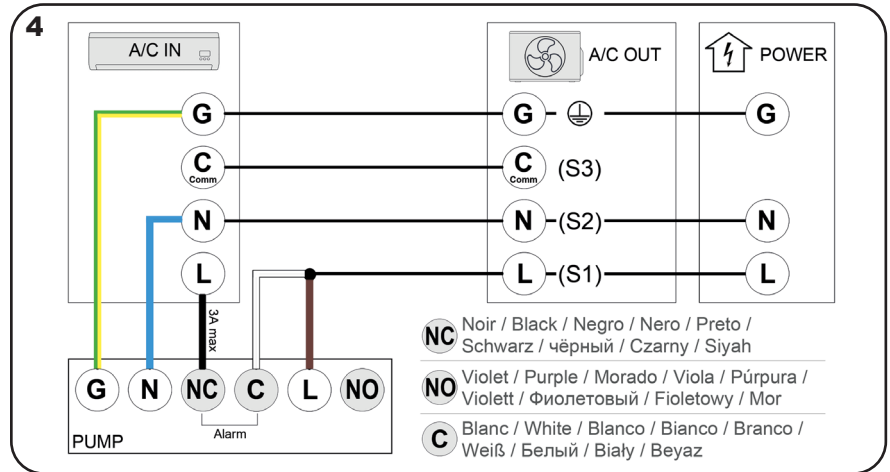 4
A/C IN
A/C OUT
POWER
G
G
G
C
Comm
C
Comm
(S3)
N
N
(S2)
N
L
L
(S1)
L
3A max
G
N
NC
C
L
NO
Alarm
PUMP
NC
Noir / Black / Negro / Nero / Preto /
Schwarz / чёрный / Czarny / Siyah
NO
Violet / Purple / Morado / Viola / Púrpura /
Violett / Фиолетовый / Fioletowy / Mor
C
Blanc / White / Blanco / Bianco / Branco /
Weiß / Белый / Biały / Beyaz